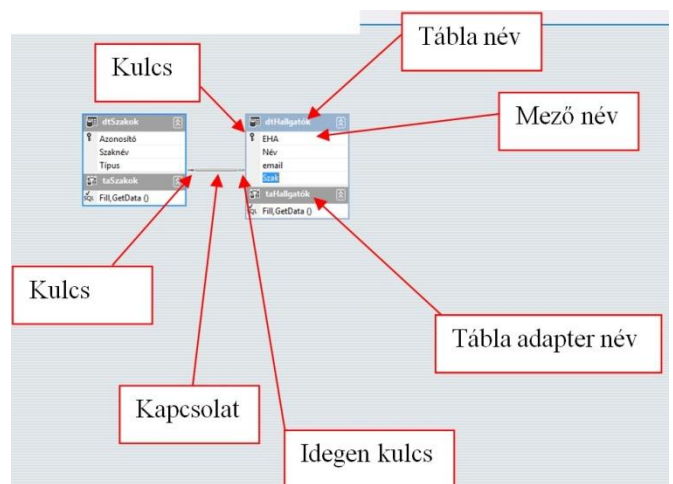 Tábla név
Kulcs
Mező név
dtSzakok
Azonosító
Szaknév
Típus
taSzakok
Fill,GetData ()
dtHallgatók
EHA
Név
email
Szak
taHallgatók
Fill,GetData ()
Kulcs
Tábla adapter név
Kapcsolat
Idegen kulcs